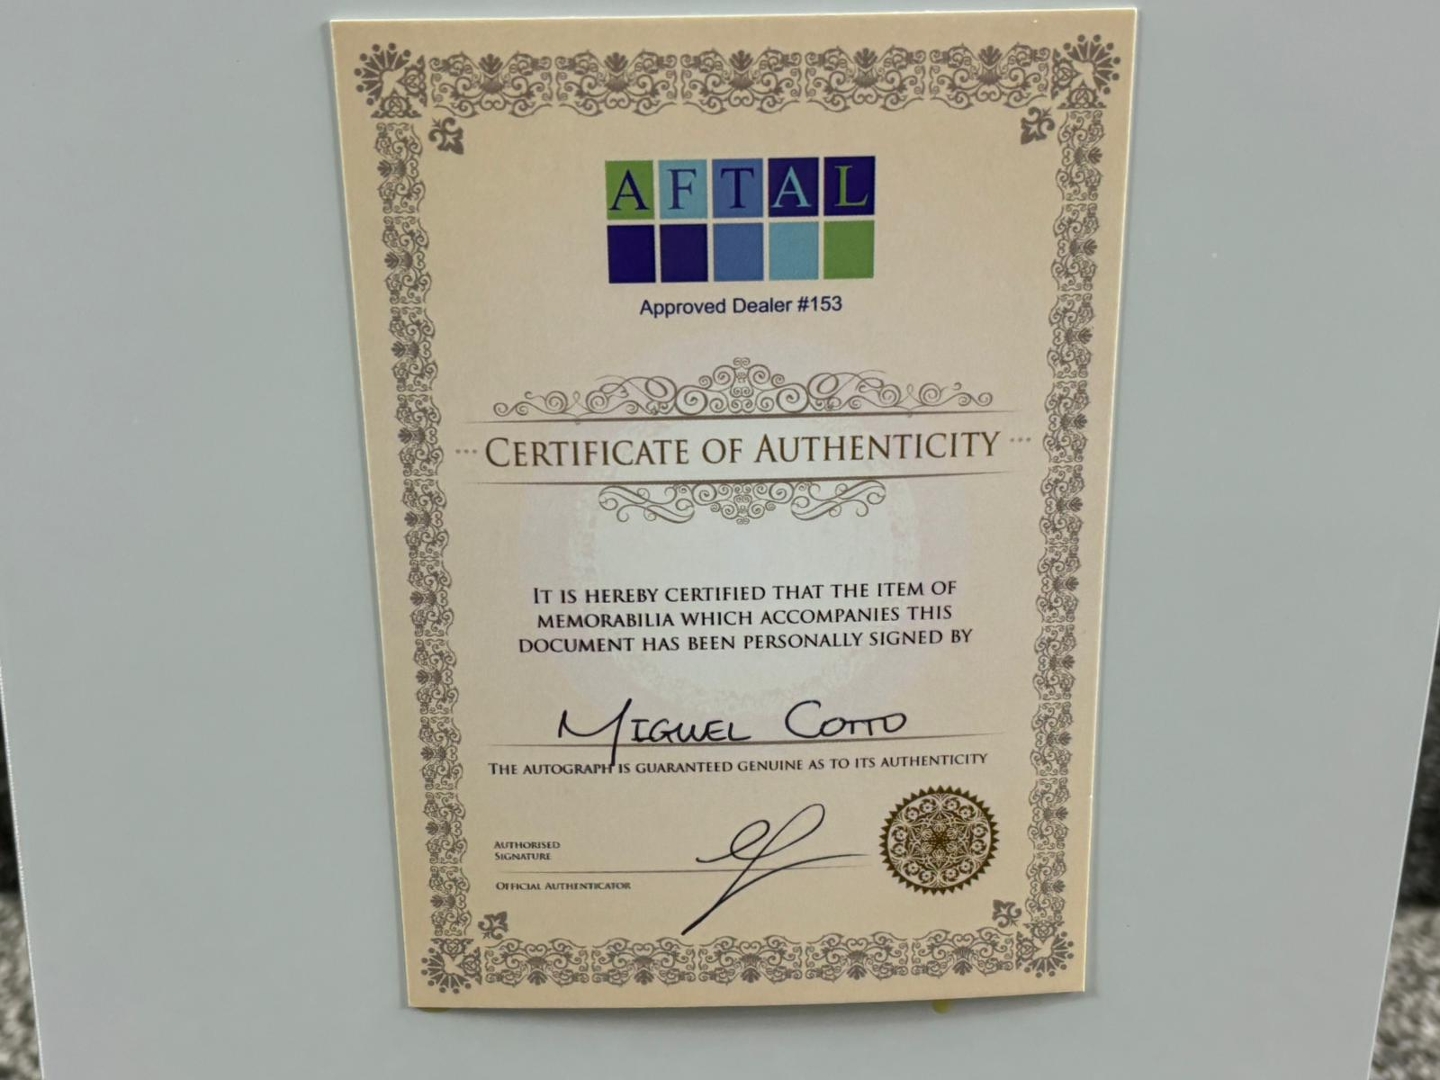 AFTAL
Approved Dealer #153
CERTIFICATE OF AUTHENTICITY
IT IS HEREBY CERTIFIED THAT THE ITEM OF
MEMORABILIA WHICH ACCOMPANIES THIS
DOCUMENT HAS BEEN PERSONALLY SIGNED BY
MIGUEL COTTO
THE AUTOGRAPH IS GUARANTEED GENUINE AS TO ITS AUTHENTICITY
AUTHORISED
SIGNATURE
OFFICIAL AUTHENTICATOR